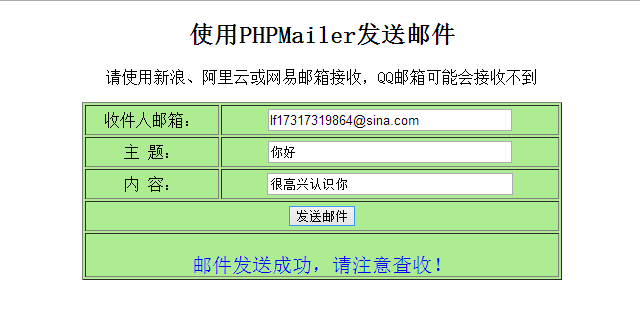 使用PHPMailer发送邮件
请使用新浪、阿里云或网易邮箱接收，QQ邮箱可能会接收不到
收件人邮箱： lf17317319864@sina.com
主 题： 你好
内 容： 很高兴认识你
发送邮件
邮件发送成功，请注意查收！